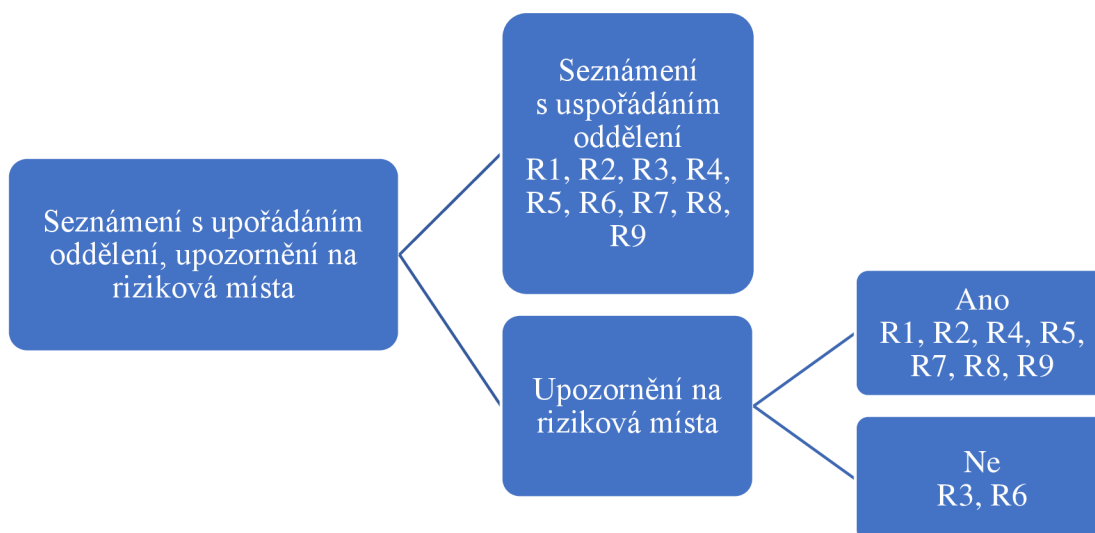 Seznámení s upořádáním
oddělení, upozornění na
riziková místa
Seznámení
s uspořádáním
oddělení
R1, R2, R3, R4,
R5, R6, R7, R8,
R9
Upozornění na
riziková místa
Ano
R1, R2, R4, R5,
R7, R8, R9
Ne
R3, R6